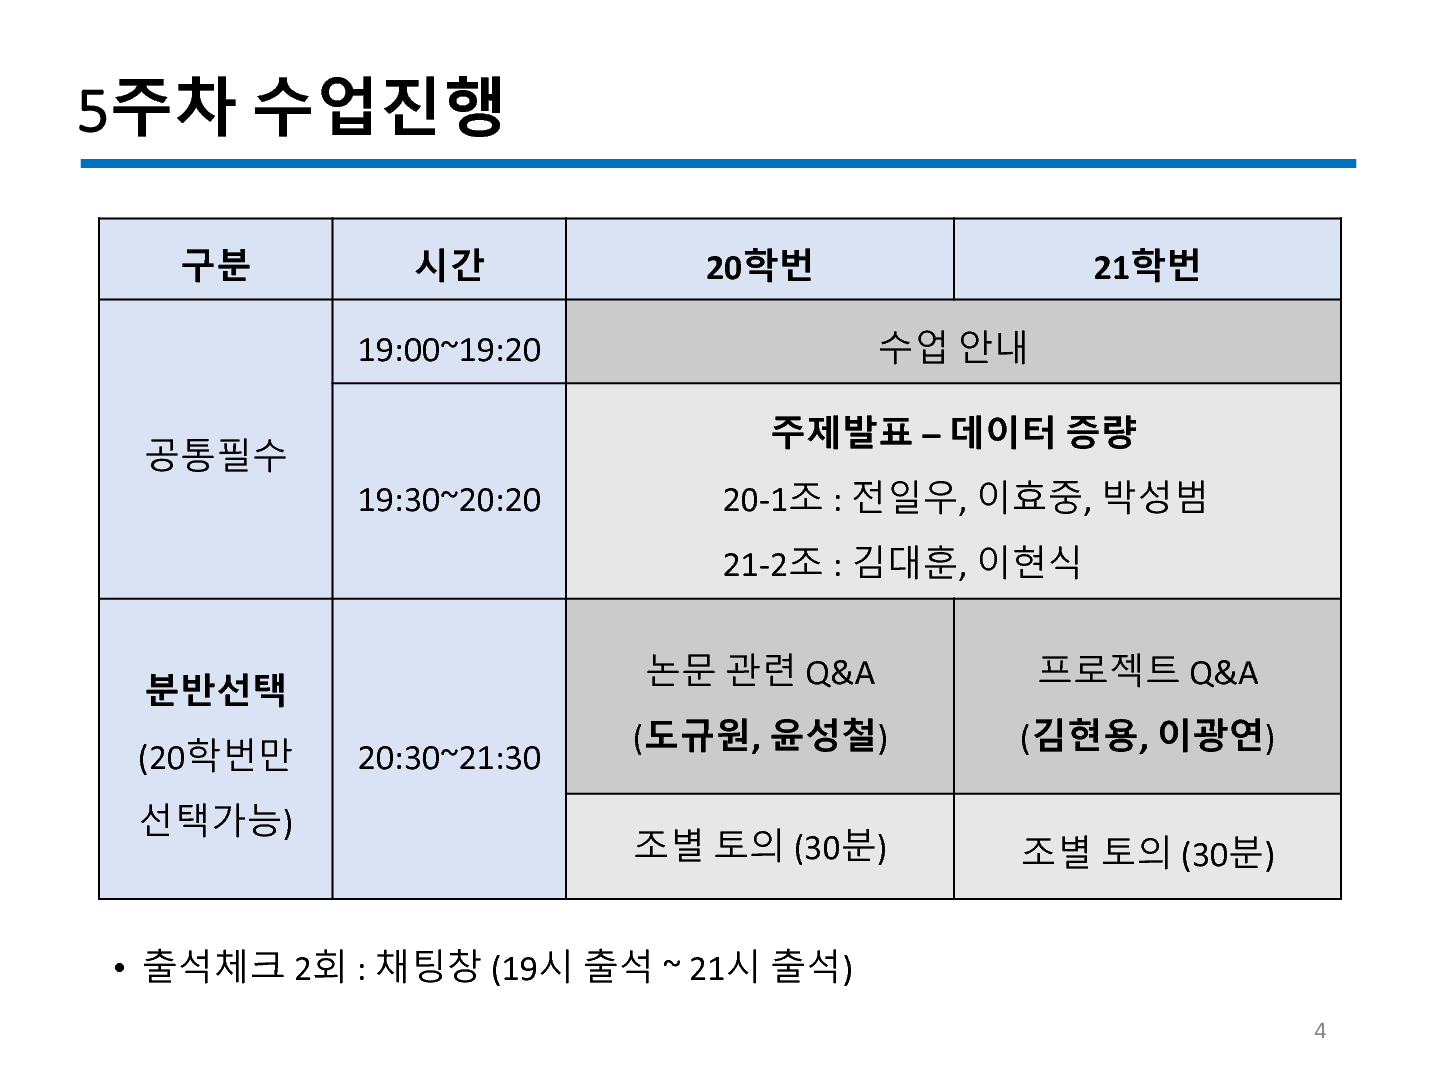 5주차 수업진행
구분 시간 20학번 21학번
공통필수
19:00~19:20
수업 안내
19:30~20:20
주제발표 – 데이터 증량
20-1조 : 전일우, 이효중, 박성범
21-2조 : 김대훈, 이현식
분반선택
(20학번만
선택가능)
20:30~21:30
논문 관련 Q&A
(도규원, 윤성철)
프로젝트 Q&A
(김현용, 이광연)
조별 토의 (30분)
조별 토의 (30분)
• 출석체크 2회 : 채팅창 (19시 출석 ~ 21시 출석)
4